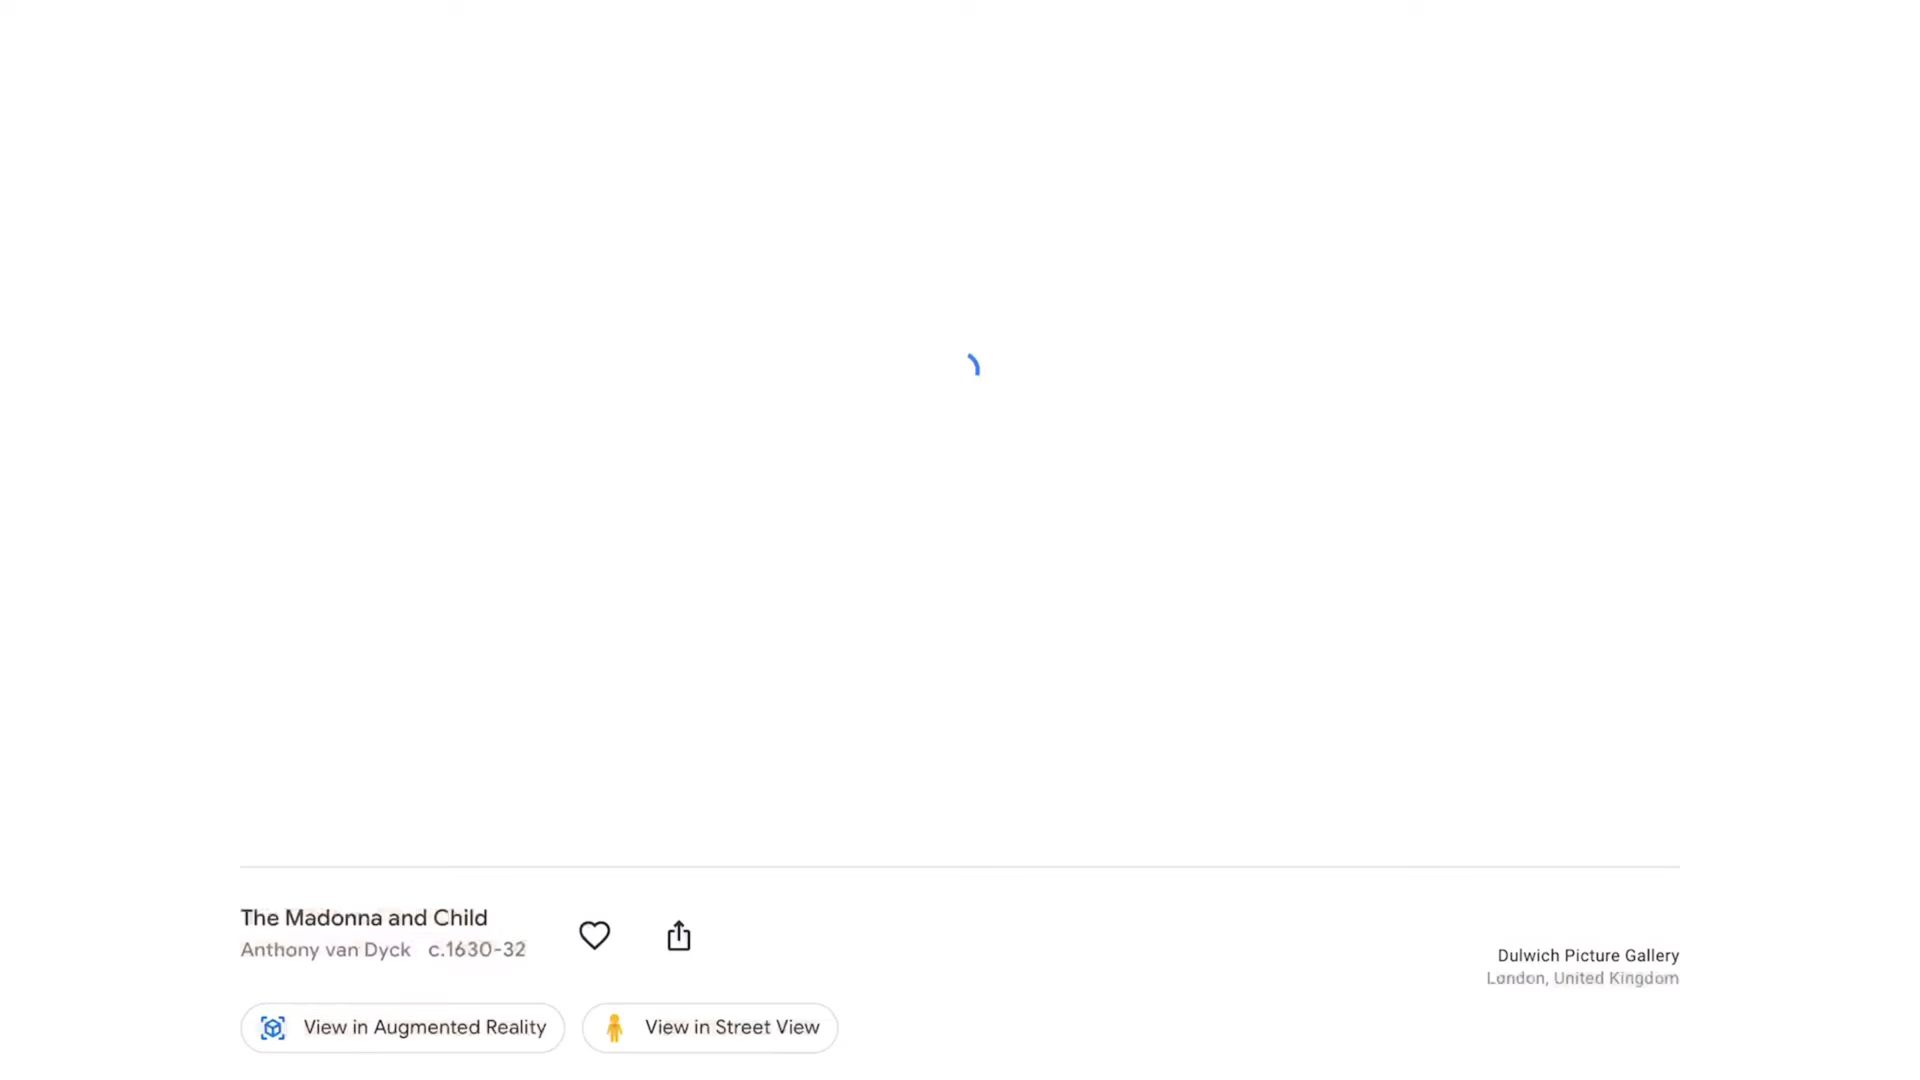 The Madonna and Child
Anthony van Dyck c.1630-32
Dulwich Picture Gallery
London, United Kingdom
View in Augmented Reality
View in Street View